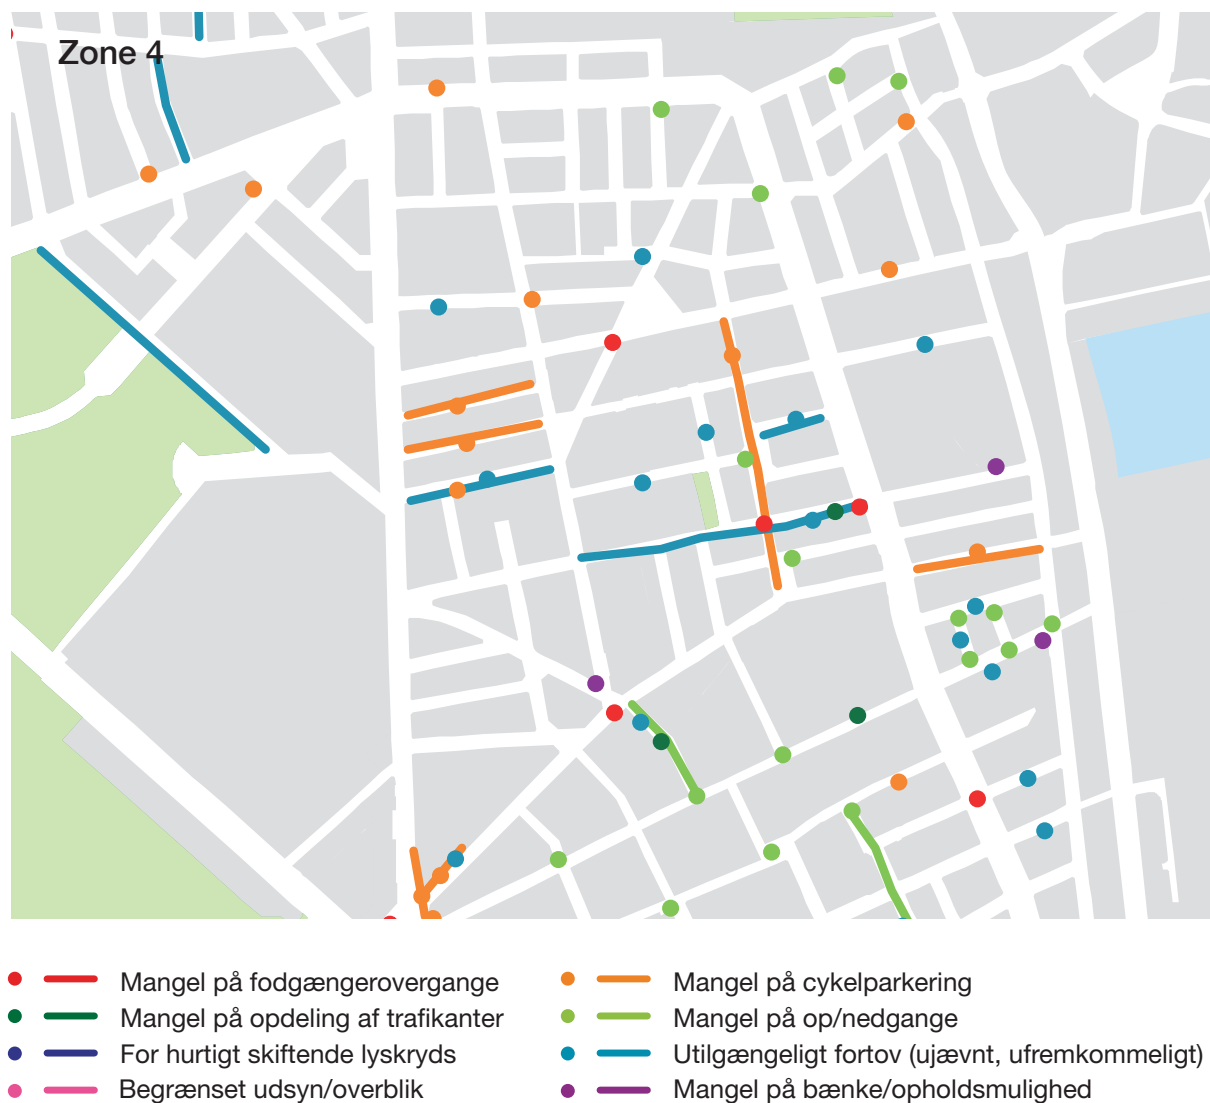 Zone 4
Mangel på fodgængerovergange
Mangel på opdeling af trafikanter
For hurtigt skiftende lyskryds
Begrænset udsyn/overblik
Mangel på cykelparkering
Mangel på op/nedgange
Utilgængeligt fortov (ujævnt, ufremkommeligt)
Mangel på bænke/opholdsmulighed